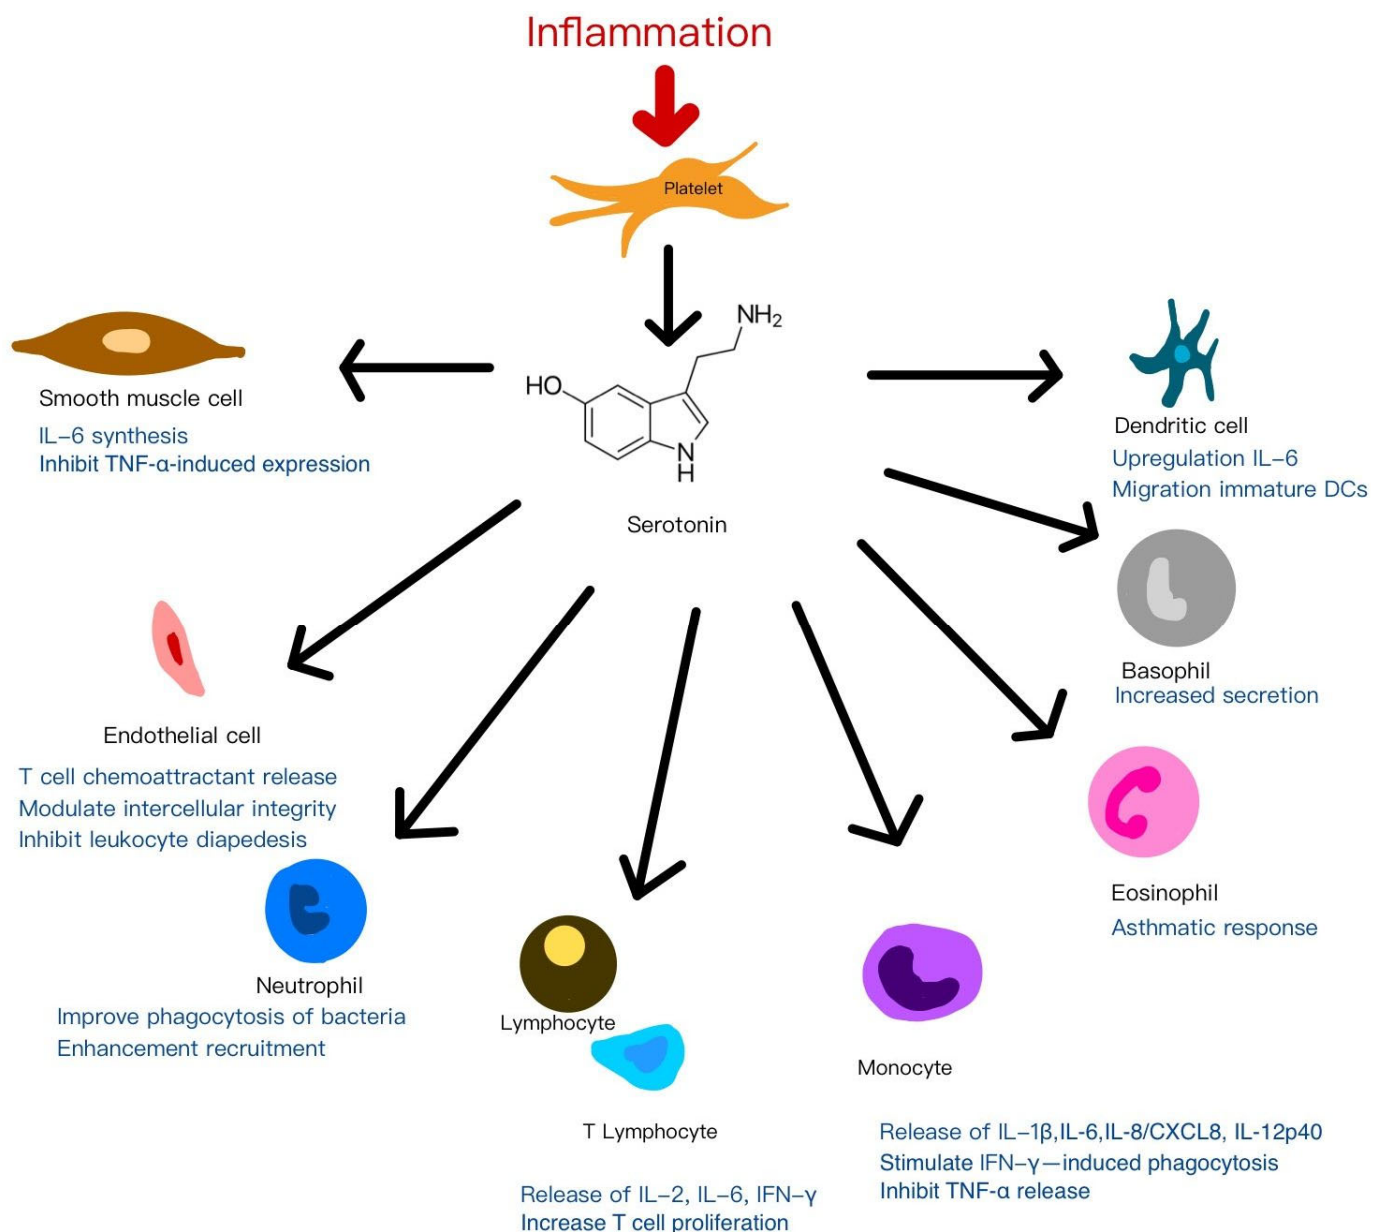 Inflammation
Platelet
NH2
HO
N
H
Serotonin
Smooth muscle cell
IL–6 synthesis
Inhibit TNF-α-induced expression
Dendritic cell
Upregulation IL–6
Migration immature DCs
Basophil
Increased secretion
Endothelial cell
T cell chemoattractant release
Modulate intercellular integrity
Inhibit leukocyte diapedesis
Eosinophil
Asthmatic response
Neutrophil
Improve phagocytosis of bacteria
Enhancement recruitment
Lymphocyte
T Lymphocyte
Release of IL–2, IL–6, IFN–γ
Increase T cell proliferation
Monocyte
Release of IL–1β,IL-6,IL-8/CXCL8, IL-12p40
Stimulate IFN–γ—induced phagocytosis
Inhibit TNF-α release